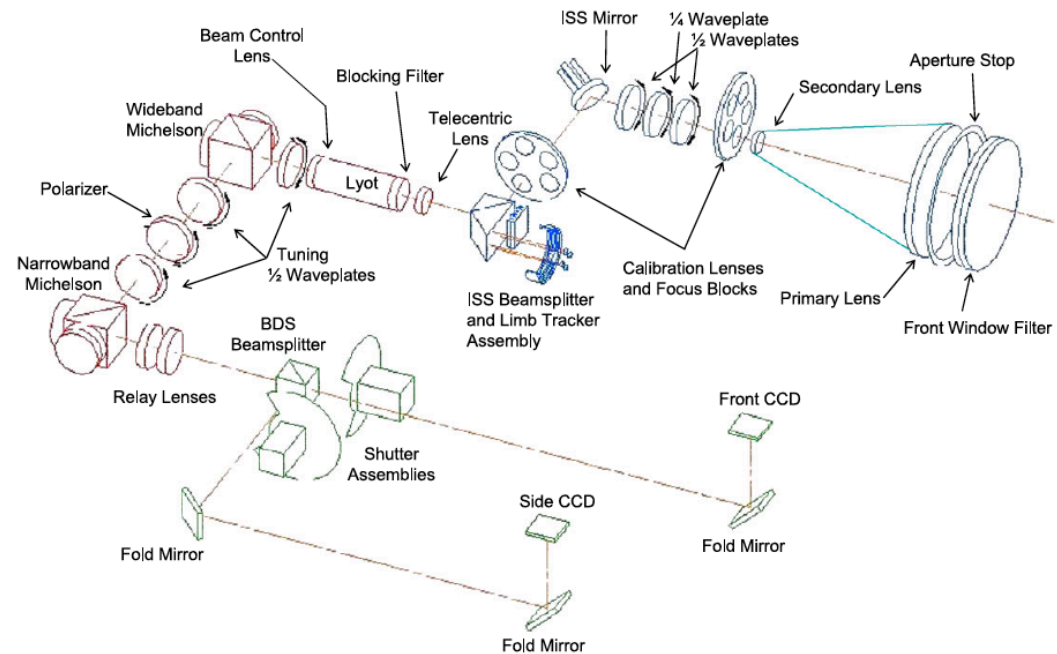 ISS Mirror
¼ Waveplate
½ Waveplates
Aperture Stop
Beam Control
Lens
Blocking Filter
Secondary Lens
Wideband
Michelson
Telecentric
Lens
Lyot
Polarizer
Tuning
½ Waveplates
Narrowband
Michelson
Calibration Lenses
and Focus Blocks
Primary Lens
ISS Beamsplitter
and Limb Tracker
Assembly
Front Window Filter
BDS
Beamsplitter
Relay Lenses
Front CCD
Shutter
Assemblies
Side CCD
Fold Mirror
Fold Mirror
Fold Mirror